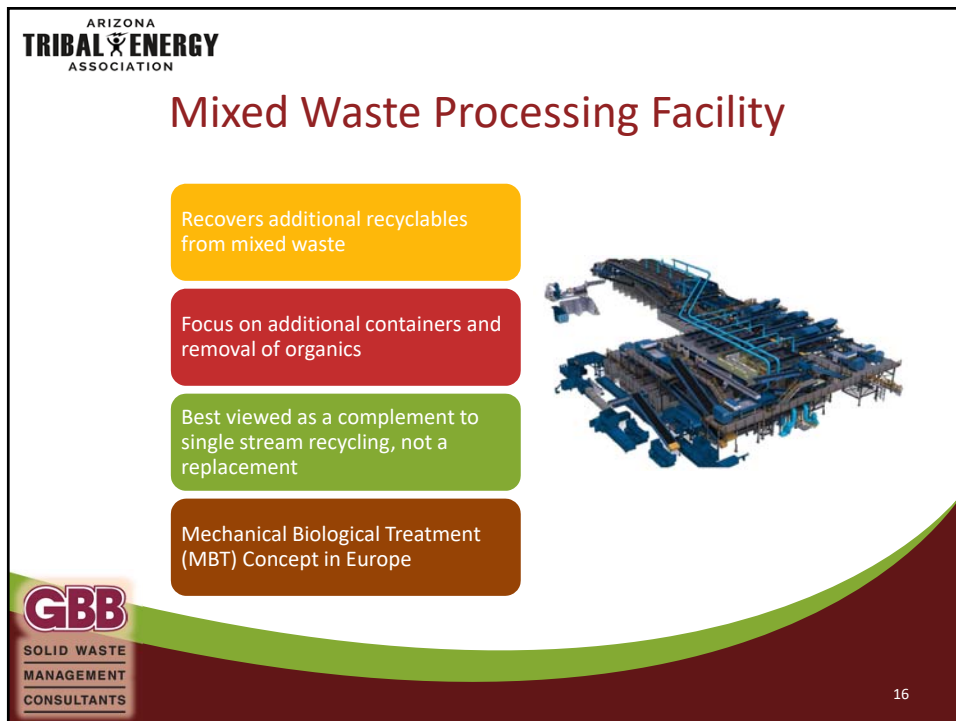 ARIZONA
TRIBAL ENERGY
ASSOCIATION
Mixed Waste Processing Facility
Recovers additional recyclables
from mixed waste
Focus on additional containers and
removal of organics
Best viewed as a complement to
single stream recycling, not a
replacement
Mechanical Biological Treatment
(MBT) Concept in Europe
GBB
SOLID WASTE
MANAGEMENT
CONSULTANTS
16